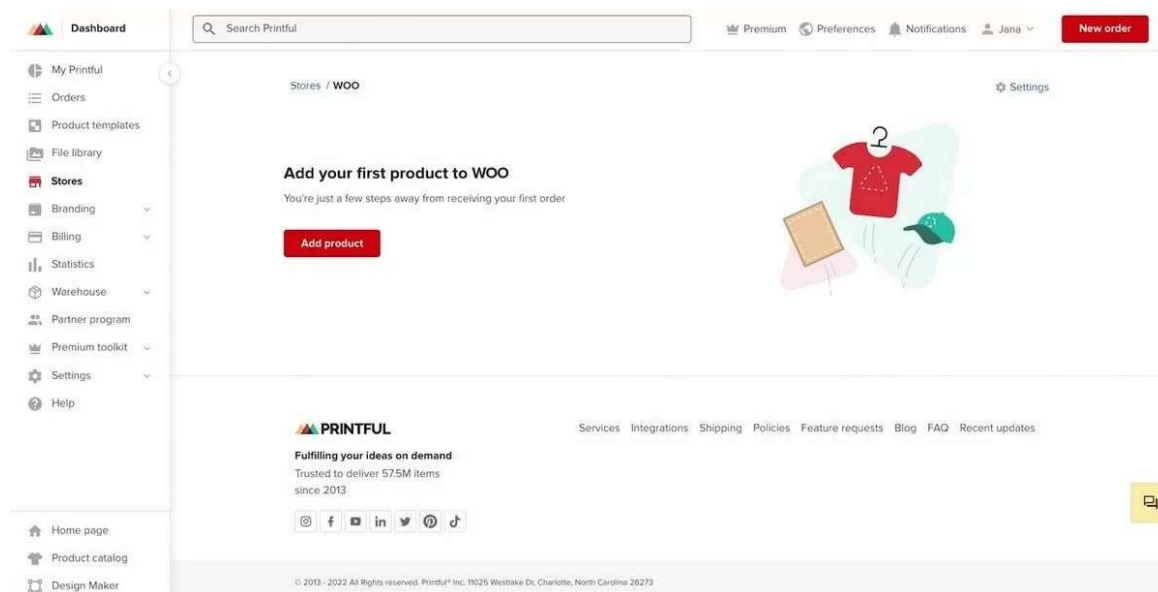 Dashboard
Search Printful
Premium Preferences Notifications Jana
New order
My Printful
Orders
Product templates
File library
Stores
Branding
Billing
Statistics
Warehouse
Partner program
Premium toolkit
Settings
Help
Home page
Product catalog
Design Maker
Stores / WOO
Settings
Add your first product to WOO
You're just a few steps away from receiving your first order
Add product
PRINTFUL
Services Integrations Shipping Policies Feature requests Blog FAQ Recent updates
Fulfilling your ideas on demand
Trusted to deliver 57.5M items
since 2013
© 2013 - 2022 All Rights reserved. Printful® Inc. 11025 Westlake Dr, Charlotte, North Carolina 28273